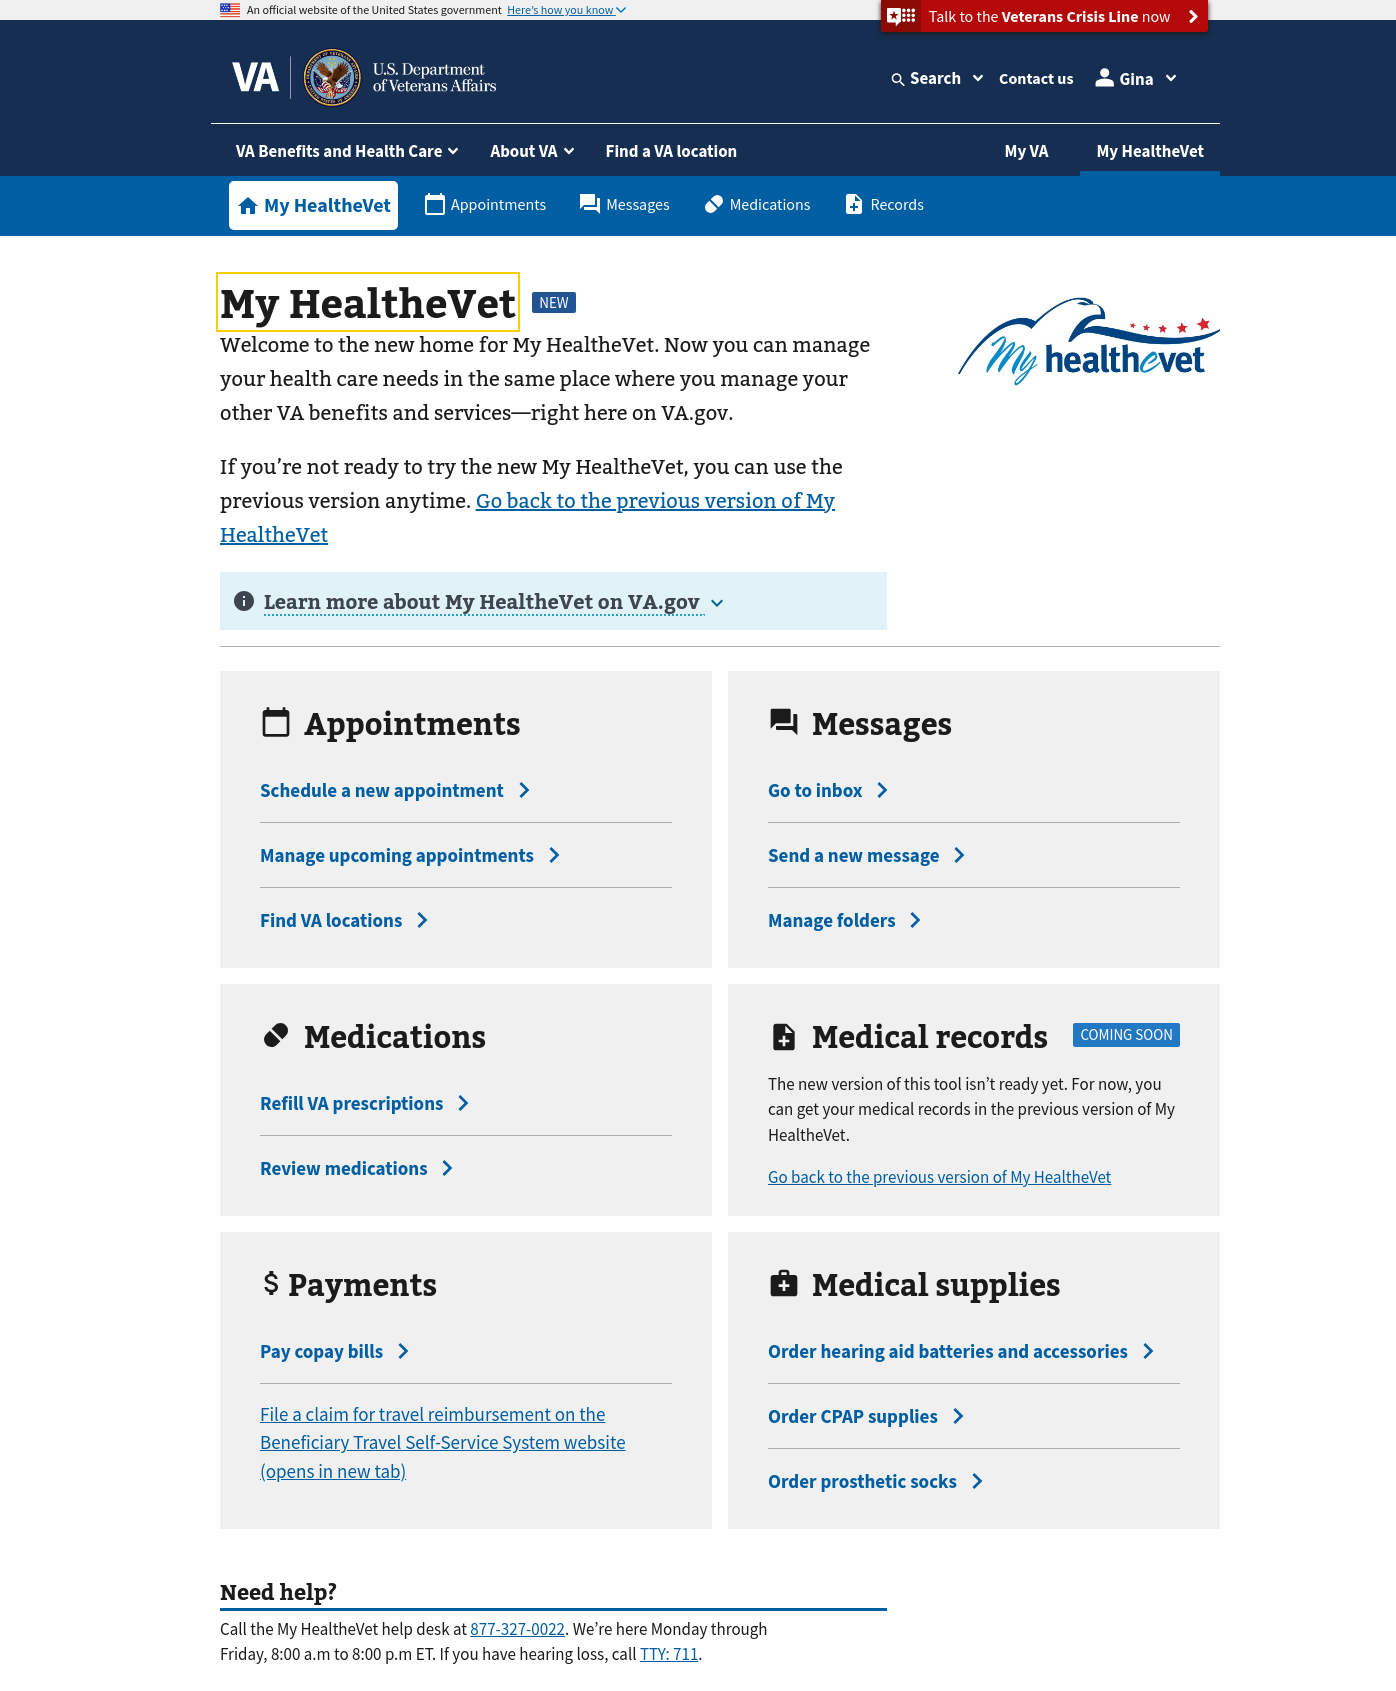 An official website of the United States government Here's how you know
Talk to the Veterans Crisis Line now
VA
U.S. Department
of Veterans Affairs
Search
Contact us
Gina
VA Benefits and Health Care
About VA
Find a VA location
My VA
My HealtheVet
My HealtheVet
Appointments
Messages
Medications
Records
My HealtheVet
NEW
Welcome to the new home for My HealtheVet. Now you can manage
your health care needs in the same place where you manage your
other VA benefits and services—right here on VA.gov.
My healthevet
If you’re not ready to try the new My HealtheVet, you can use the
previous version anytime. Go back to the previous version of My
HealtheVet
Learn more about My HealtheVet on VA.gov
Appointments
Schedule a new appointment
Manage upcoming appointments
Find VA locations
Messages
Go to inbox
Send a new message
Manage folders
Medications
Refill VA prescriptions
Review medications
Medical records
COMING SOON
The new version of this tool isn’t ready yet. For now, you
can get your medical records in the previous version of My
HealtheVet.
Go back to the previous version of My HealtheVet
$ Payments
Pay copay bills
File a claim for travel reimbursement on the
Beneficiary Travel Self-Service System website
(opens in new tab)
Medical supplies
Order hearing aid batteries and accessories
Order CPAP supplies
Order prosthetic socks
Need help?
Call the My HealtheVet help desk at 877-327-0022. We’re here Monday through
Friday, 8:00 a.m to 8:00 p.m ET. If you have hearing loss, call TTY: 711.